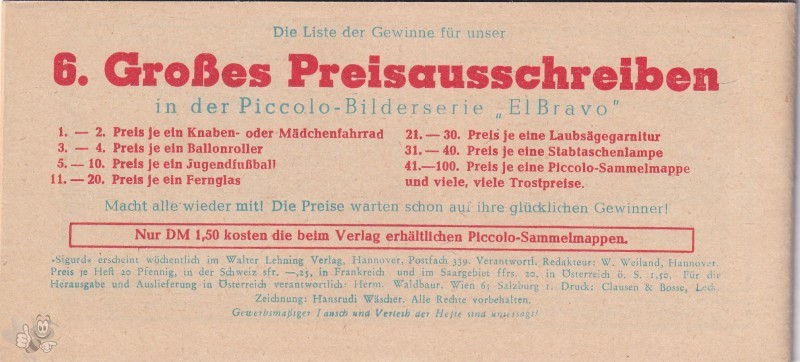 Die Liste der Gewinne für unser
6. Großes Preisausschreiben
in der Piccolo-Bilderserie „El Bravo"
1. — 2. Preis je ein Knaben- oder Mädchenfahrrad
3. — 4. Preis je ein Ballonroller
5. — 10. Preis je ein Jugendfußball
11. — 20. Preis je ein Fernglas
21. — 30. Preis je eine Laubsägegarnitur
31. — 40. Preis je eine Stabtaschenlampe
41.—100. Preis je eine Piccolo-Sammelmappe
und viele, viele Trostpreise.
Macht alle wieder mit! Die Preise warten schon auf ihre glücklichen Gewinner!
Nur DM 1,50 kosten die beim Verlag erhältlichen Piccolo-Sammelmappen.
»Sigurd« erscheint wöchentlich im Walter Lehning Verlag, Hannover, Postfach 339. Verantwortl. Redakteur: W. Weiland, Hannover.
Preis je Heft 20 Pfennig, in der Schweiz sfr. —,25, in Frankreich und im Saargebiet ffrs. 20, in Österreich ö. S. 1,50. Für die
Herausgabe und Auslieferung in Österreich verantwortlich: Herm. Waldbaur, Wien 6; Salzburg 1. Druck: Clausen & Bosse, Leck.
Zeichnung: Hansrudi Wäscher. Alle Rechte vorbehalten.
Gewerbsmäßiger Tausch und Verleih der Hefte sind untersagt!